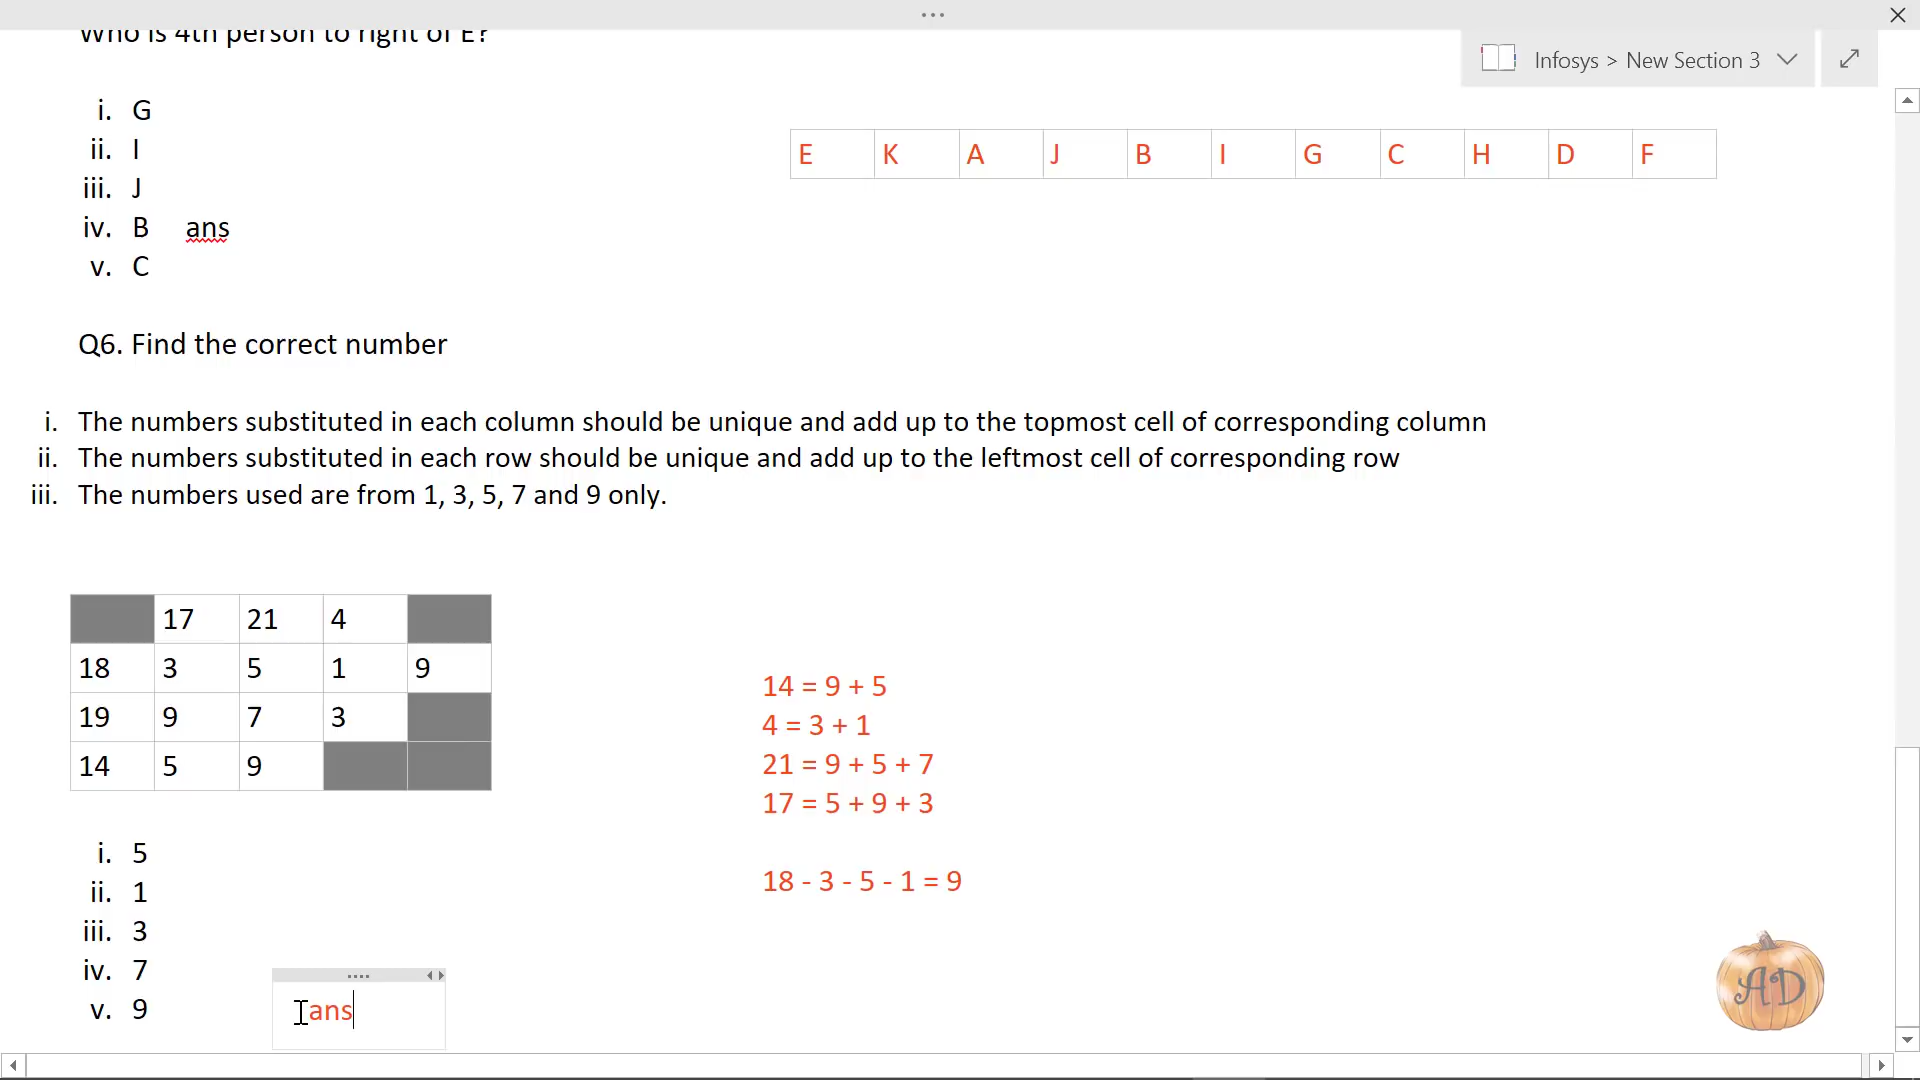 Who is 4th person to right of E?
Infosys > New Section 3
i. G
ii. I
iii. J
iv. B ans
v. C
E K A J B I G C H D F
Q6. Find the correct number
i. The numbers substituted in each column should be unique and add up to the topmost cell of corresponding column
ii. The numbers substituted in each row should be unique and add up to the leftmost cell of corresponding row
iii. The numbers used are from 1, 3, 5, 7 and 9 only.
17 21 4
18 3 5 1 9
19 9 7 3
14 5 9
14 = 9 + 5
4 = 3 + 1
21 = 9 + 5 + 7
17 = 5 + 9 + 3
18 - 3 - 5 - 1 = 9
i. 5
ii. 1
iii. 3
iv. 7
v. 9 ans
AD